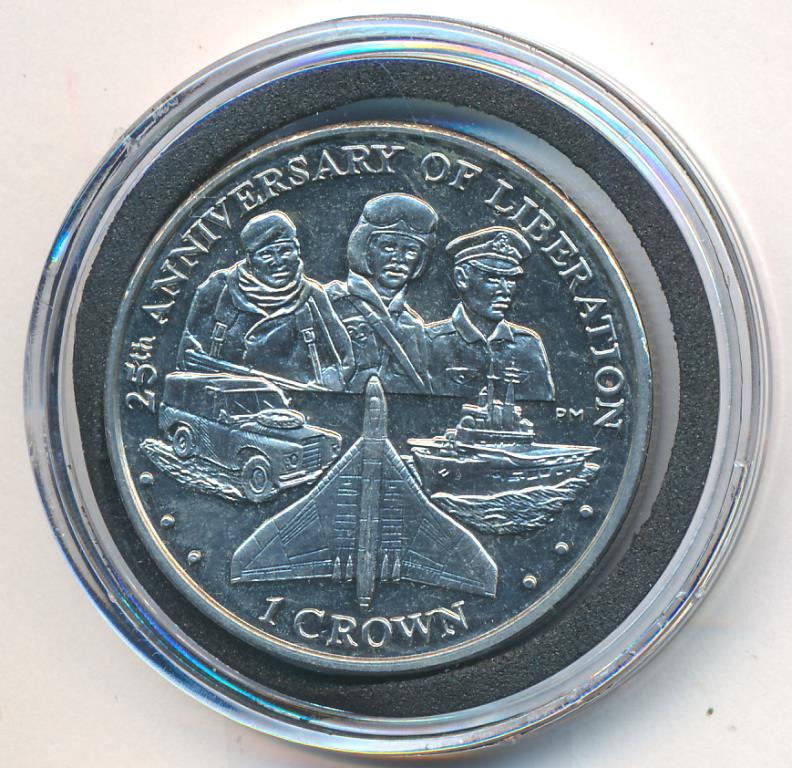 25th ANNIVERSARY OF LIBERATION
PM
1 CROWN